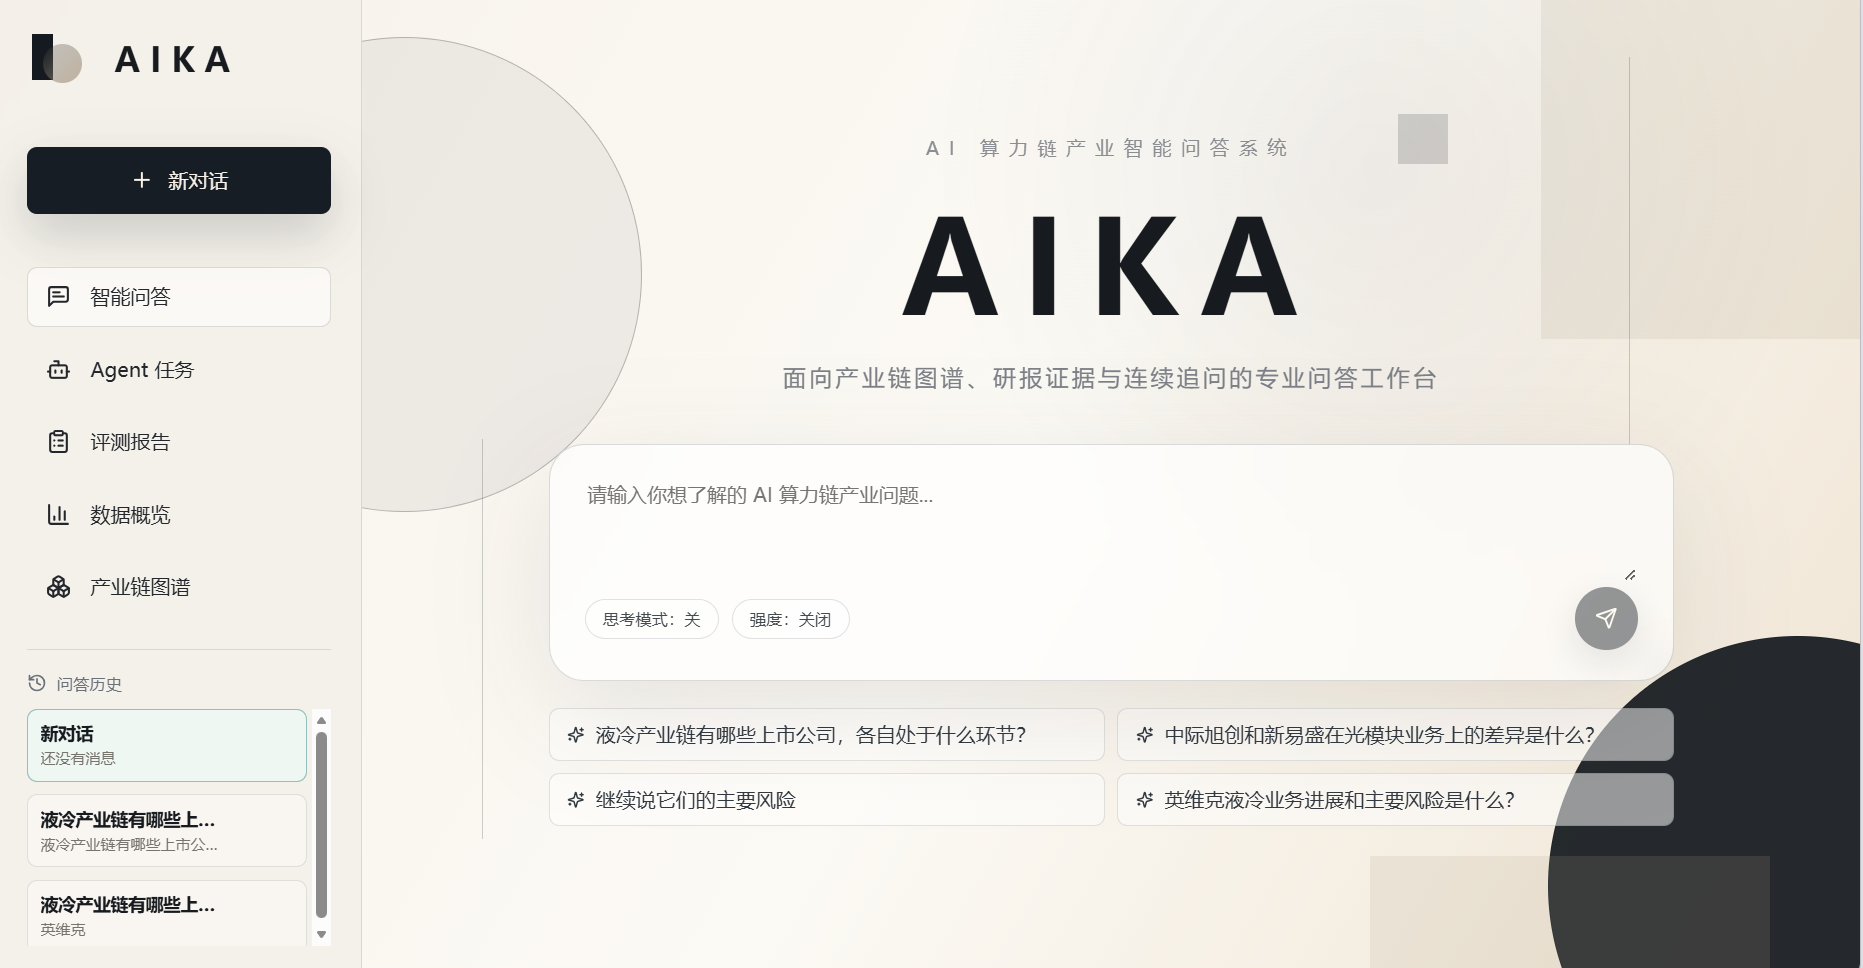 AIKA
新对话
智能问答
Agent 任务
评测报告
数据概览
产业链图谱
问答历史
新对话
还没有消息
液冷产业链有哪些上...
液冷产业链有哪些上市公...
液冷产业链有哪些上...
英维克
AI 算力链产业智能问答系统
AIKA
面向产业链图谱、研报证据与连续追问的专业问答工作台
请输入你想了解的 AI 算力链产业问题...
思考模式：关
强度：关闭
液冷产业链有哪些上市公司，各自处于什么环节？
中际旭创和新易盛在光模块业务上的差异是什么？
继续说它们的主要风险
英维克液冷业务进展和主要风险是什么？